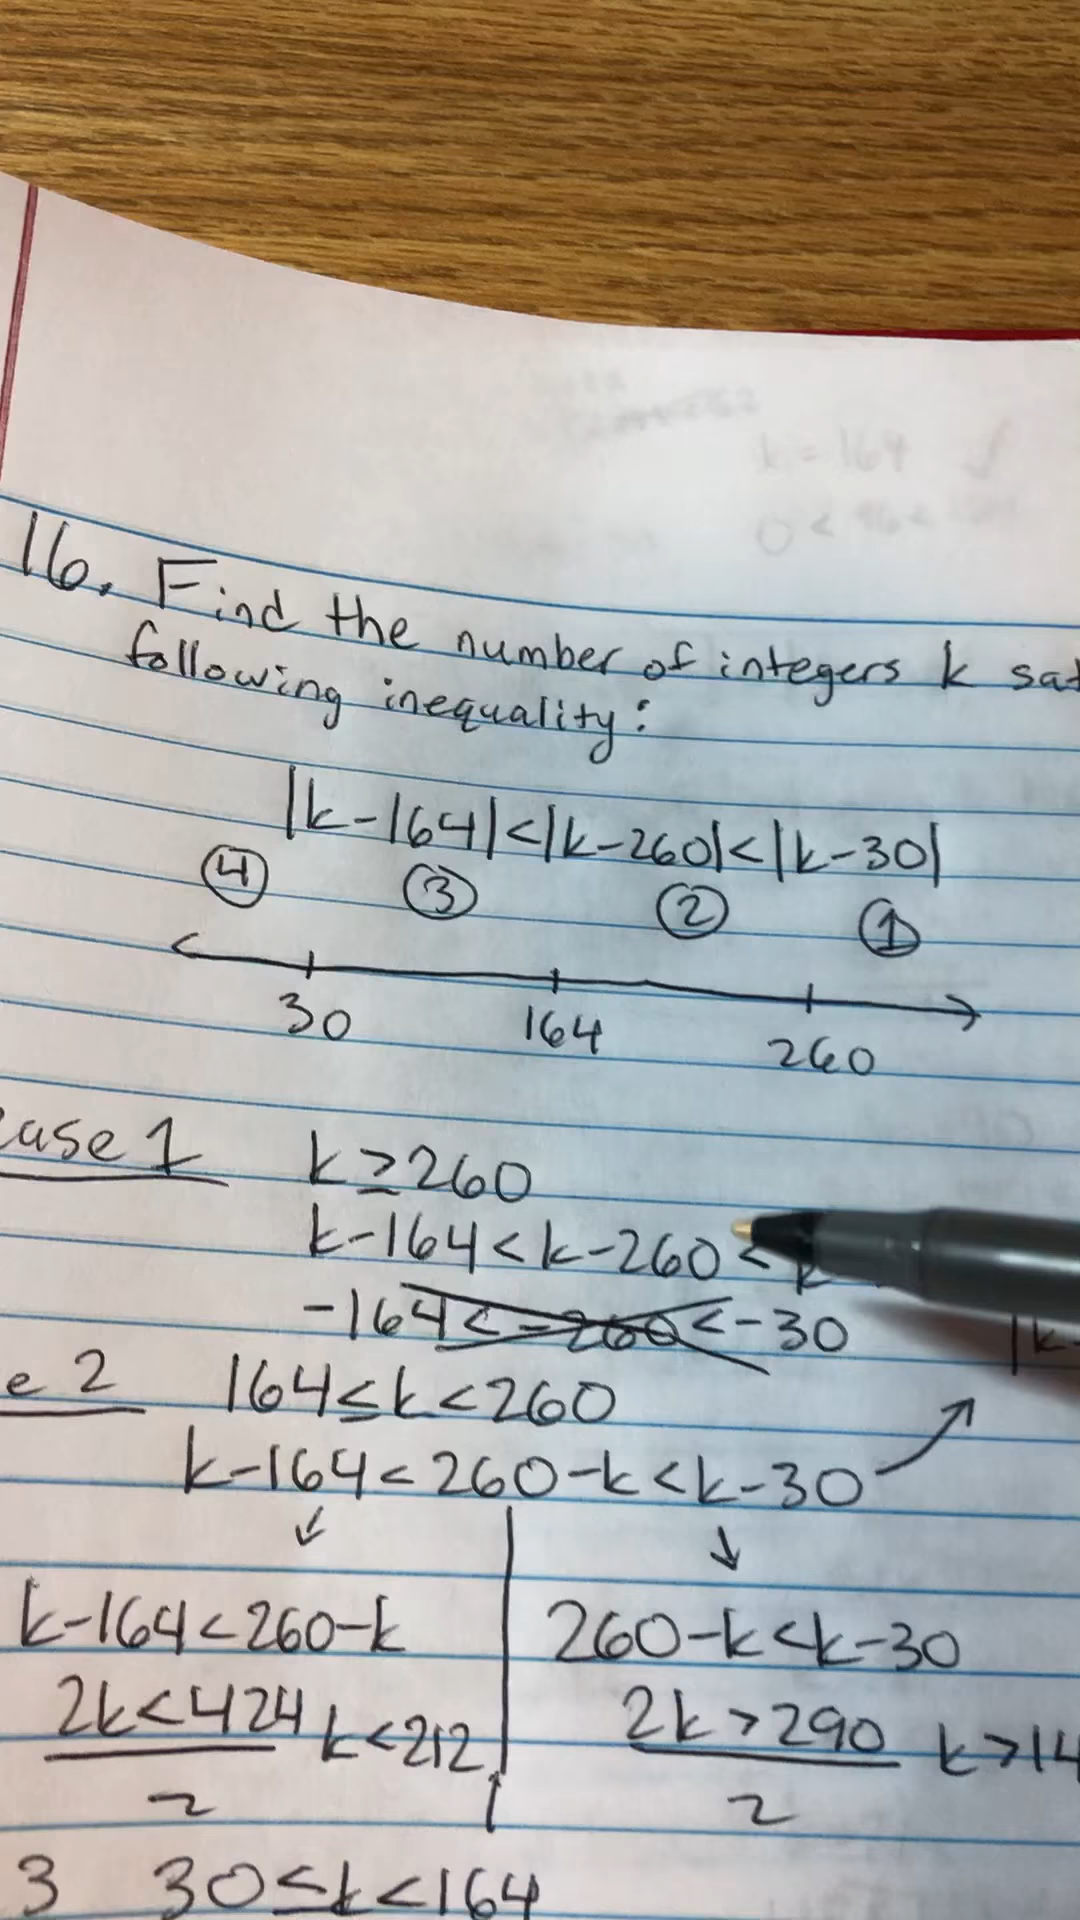 16. Find the number of integers k
following inequality:
|k-164|<|k-260|<|k-30|
④ ③ ② ①
30 164 260
case 1 k≥260
k-164<k-260<k
-164<-260<-30
e 2 164≤k<260
k-164<260-k<k-30
k-164<260-k 260-k<k-30
2k<424 k<212 2k>290 k>14
2 2
3 30≤k<164